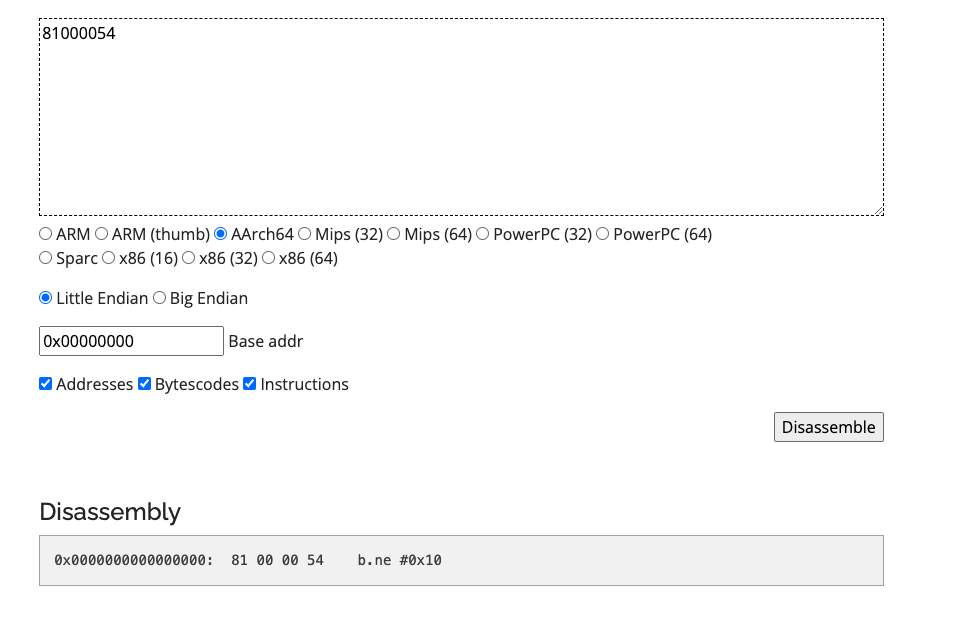 81000054
ARM ARM (thumb) AArch64 Mips (32) Mips (64) PowerPC (32) PowerPC (64)
Sparc x86 (16) x86 (32) x86 (64)
Little Endian Big Endian
0x00000000 Base addr
Addresses Bytescodes Instructions
Disassemble
Disassembly
0x0000000000000000: 81 00 00 54 b.ne #0x10